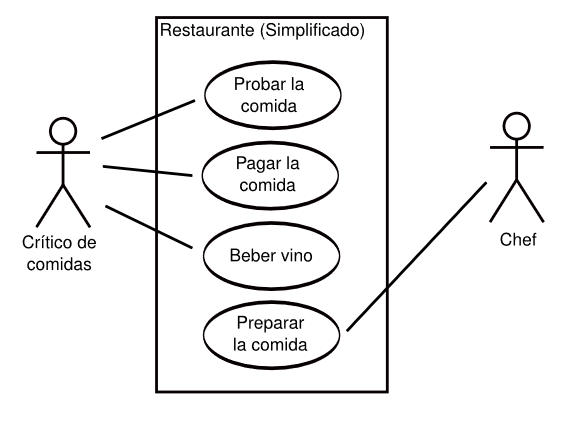 Restaurante (Simplificado)
Probar la
comida
Pagar la
comida
Beber vino
Preparar
la comida
Crítico de
comidas
Chef